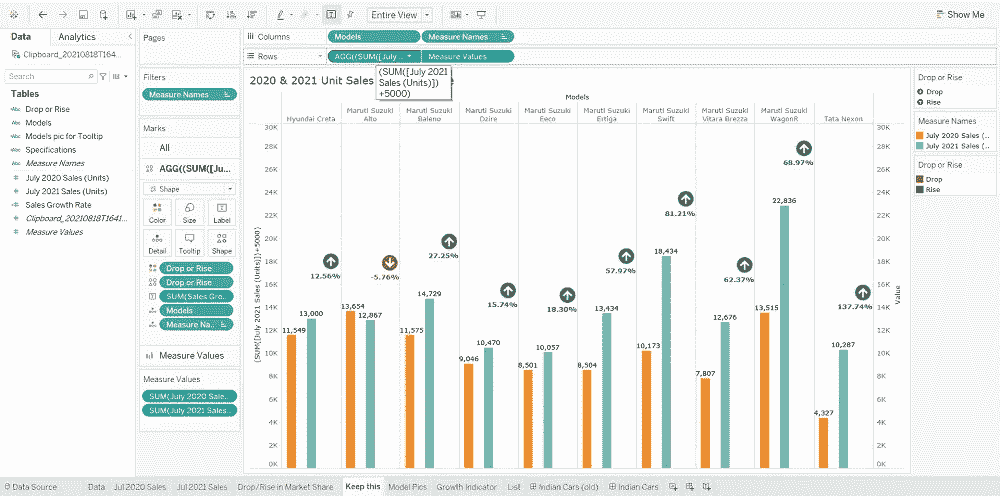 Entire View
Show Me
Data
Analytics
Pages
Columns
Models
Measure Names
Clipboard_20210818T164...
Rows
AGG((SUM([July ...
Measure Values
Search
Filters
Measure Names
(SUM([July 2021
Sales (Units)])
+5000)
2020 & 2021 Unit Sales
Tables
Drop or Rise
Models
Models pic for Tooltip
Specifications
Measure Names
July 2020 Sales (Units)
July 2021 Sales (Units)
Sales Growth Rate
Clipboard_20210818T1641...
Measure Values
Marks
All
AGG((SUM([Ju...
Shape
Color
Size
Label
Detail
Tooltip
Shape
Drop or Rise
Drop or Rise
SUM(Sales Gro..
Models
Measure Na..
Measure Values
Measure Values
SUM(July 2020 Sale..
SUM(July 2021 Sales..
Models
Hyundai Creta
Maruti Suzuki
Alto
Maruti Suzuki
Baleno
Maruti Suzuki
Dzire
Maruti Suzuki
Eeco
Maruti Suzuki
Ertiga
Maruti Suzuki
Swift
Maruti Suzuki
Vitara Brezza
Maruti Suzuki
WagonR
Tata Nexon
30K
28K
26K
24K
22K
20K
18K
16K
14K
12K
10K
8K
6K
4K
2K
0K
(SUM([July 2021 Sales (Units)])+5000)
12.56%
11,549
13,000
-5.76%
13,654
12,867
27.25%
11,575
14,729
15.74%
9,046
10,470
18.30%
8,501
10,057
57.97%
8,504
13,434
81.21%
10,173
18,434
62.37%
7,807
12,676
68.97%
13,515
22,836
137.74%
4,327
10,287
30K
28K
26K
24K
22K
20K
18K
16K
14K
12K
10K
8K
6K
4K
2K
0K
Value
Drop or Rise
Drop
Rise
Measure Names
July 2020 Sales (..
July 2021 Sales (..
Drop or Rise
Drop
Rise
Data Source
Data
Jul 2020 Sales
Jul 2021 Sales
Drop/Rise in Market Share
Keep this
Model Pics
Growth Indicator
List
Indian Cars (old)
Indian Cars